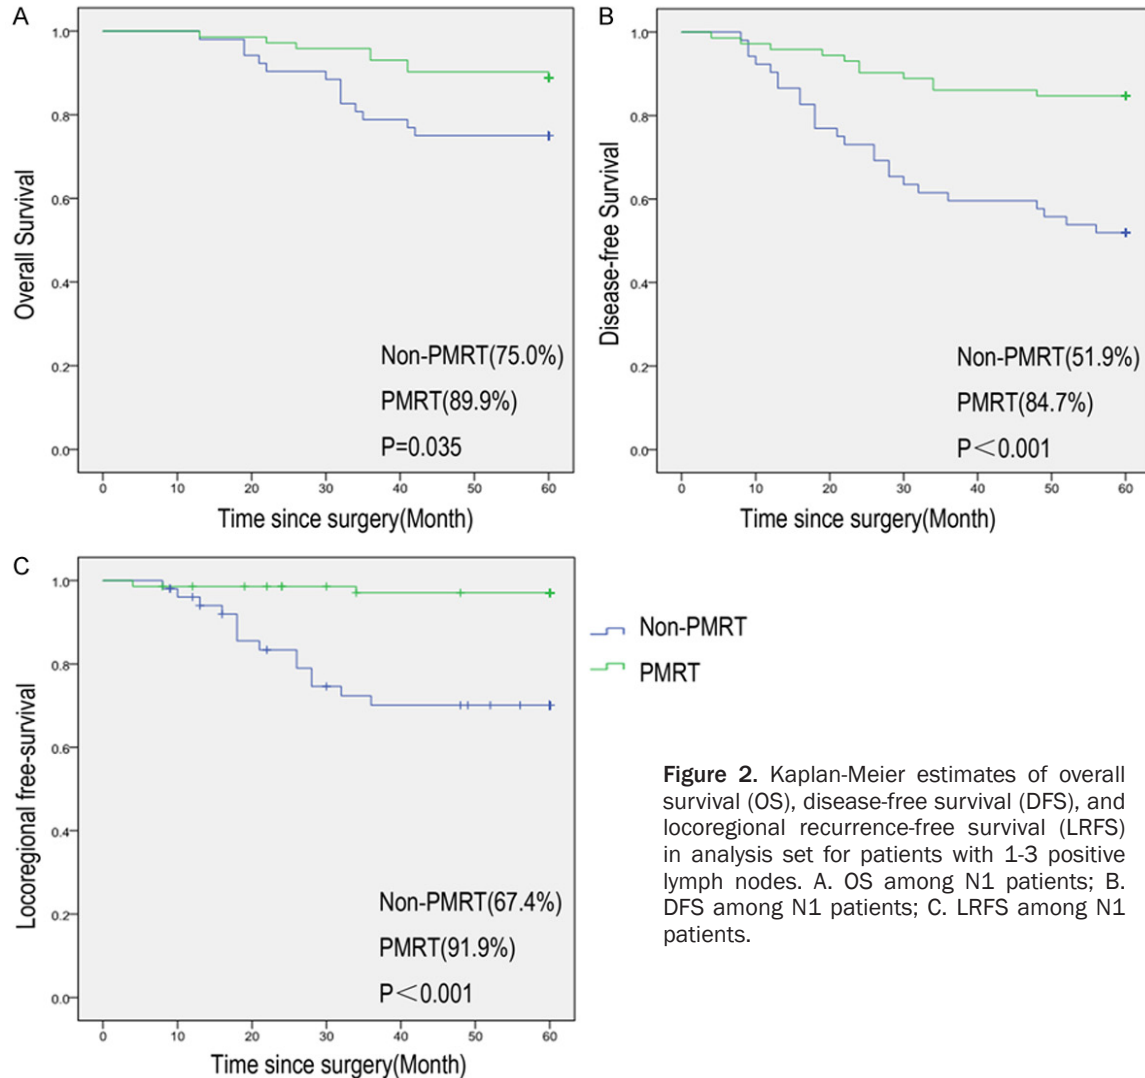 A
1.0
0.8
0.6
0.4
0.2
0.0
Overall Survival
Non-PMRT(75.0%)
PMRT(89.9%)
P=0.035
0 10 20 30 40 50 60
Time since surgery(Month)
B
1.0
0.8
0.6
0.4
0.2
0.0
Disease-free Survival
Non-PMRT(51.9%)
PMRT(84.7%)
P<0.001
0 10 20 30 40 50 60
Time since surgery(Month)
C
1.0
0.8
0.6
0.4
0.2
0.0
Locoregional free-survival
Non-PMRT(67.4%)
PMRT(91.9%)
P<0.001
0 10 20 30 40 50 60
Time since surgery(Month)
Non-PMRT
PMRT
Figure 2. Kaplan-Meier estimates of overall
survival (OS), disease-free survival (DFS), and
locoregional recurrence-free survival (LRFS)
in analysis set for patients with 1-3 positive
lymph nodes. A. OS among N1 patients; B.
DFS among N1 patients; C. LRFS among N1
patients.